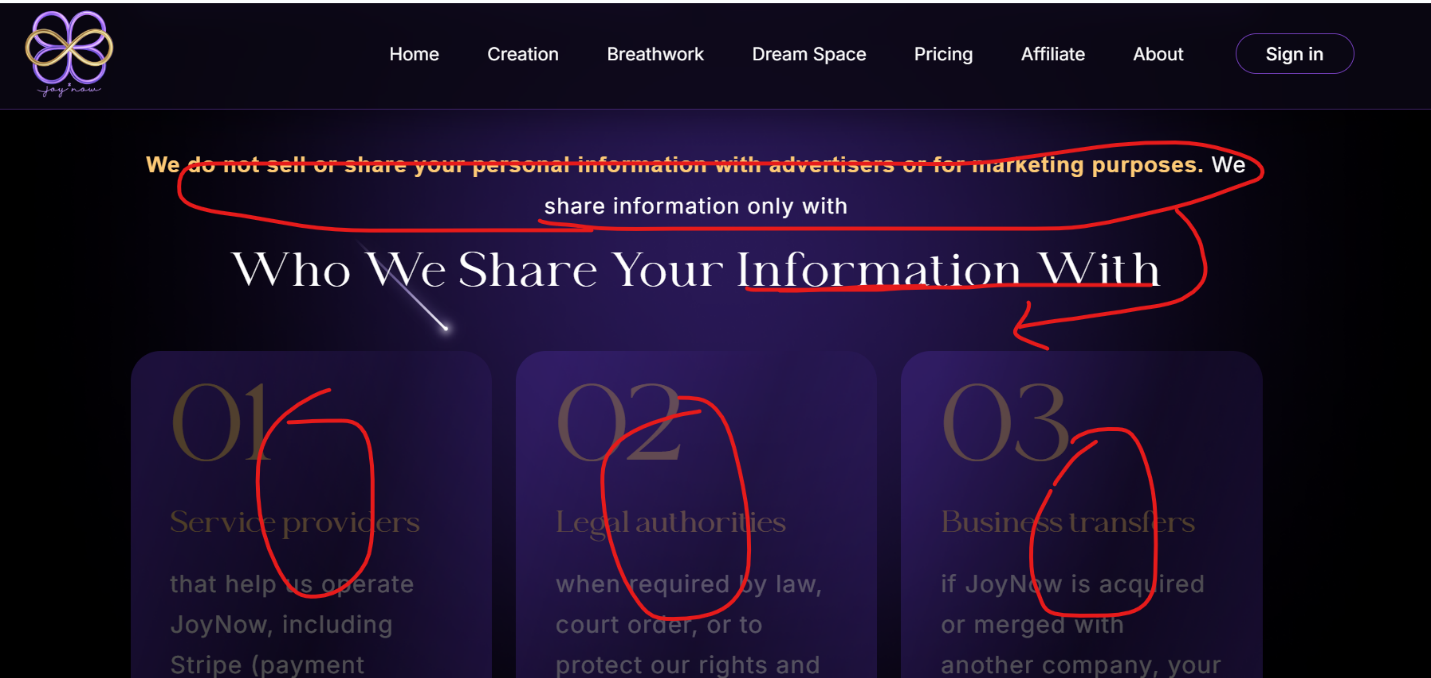 joy*now
Home Creation Breathwork Dream Space Pricing Affiliate About Sign in
We do not sell or share your personal information with advertisers or for marketing purposes. We
share information only with
Who We Share Your Information With
01
Service providers
that help us operate
JoyNow, including
Stripe (payment
02
Legal authorities
when required by law,
court order, or to
protect our rights and
03
Business transfers
if JoyNow is acquired
or merged with
another company, your